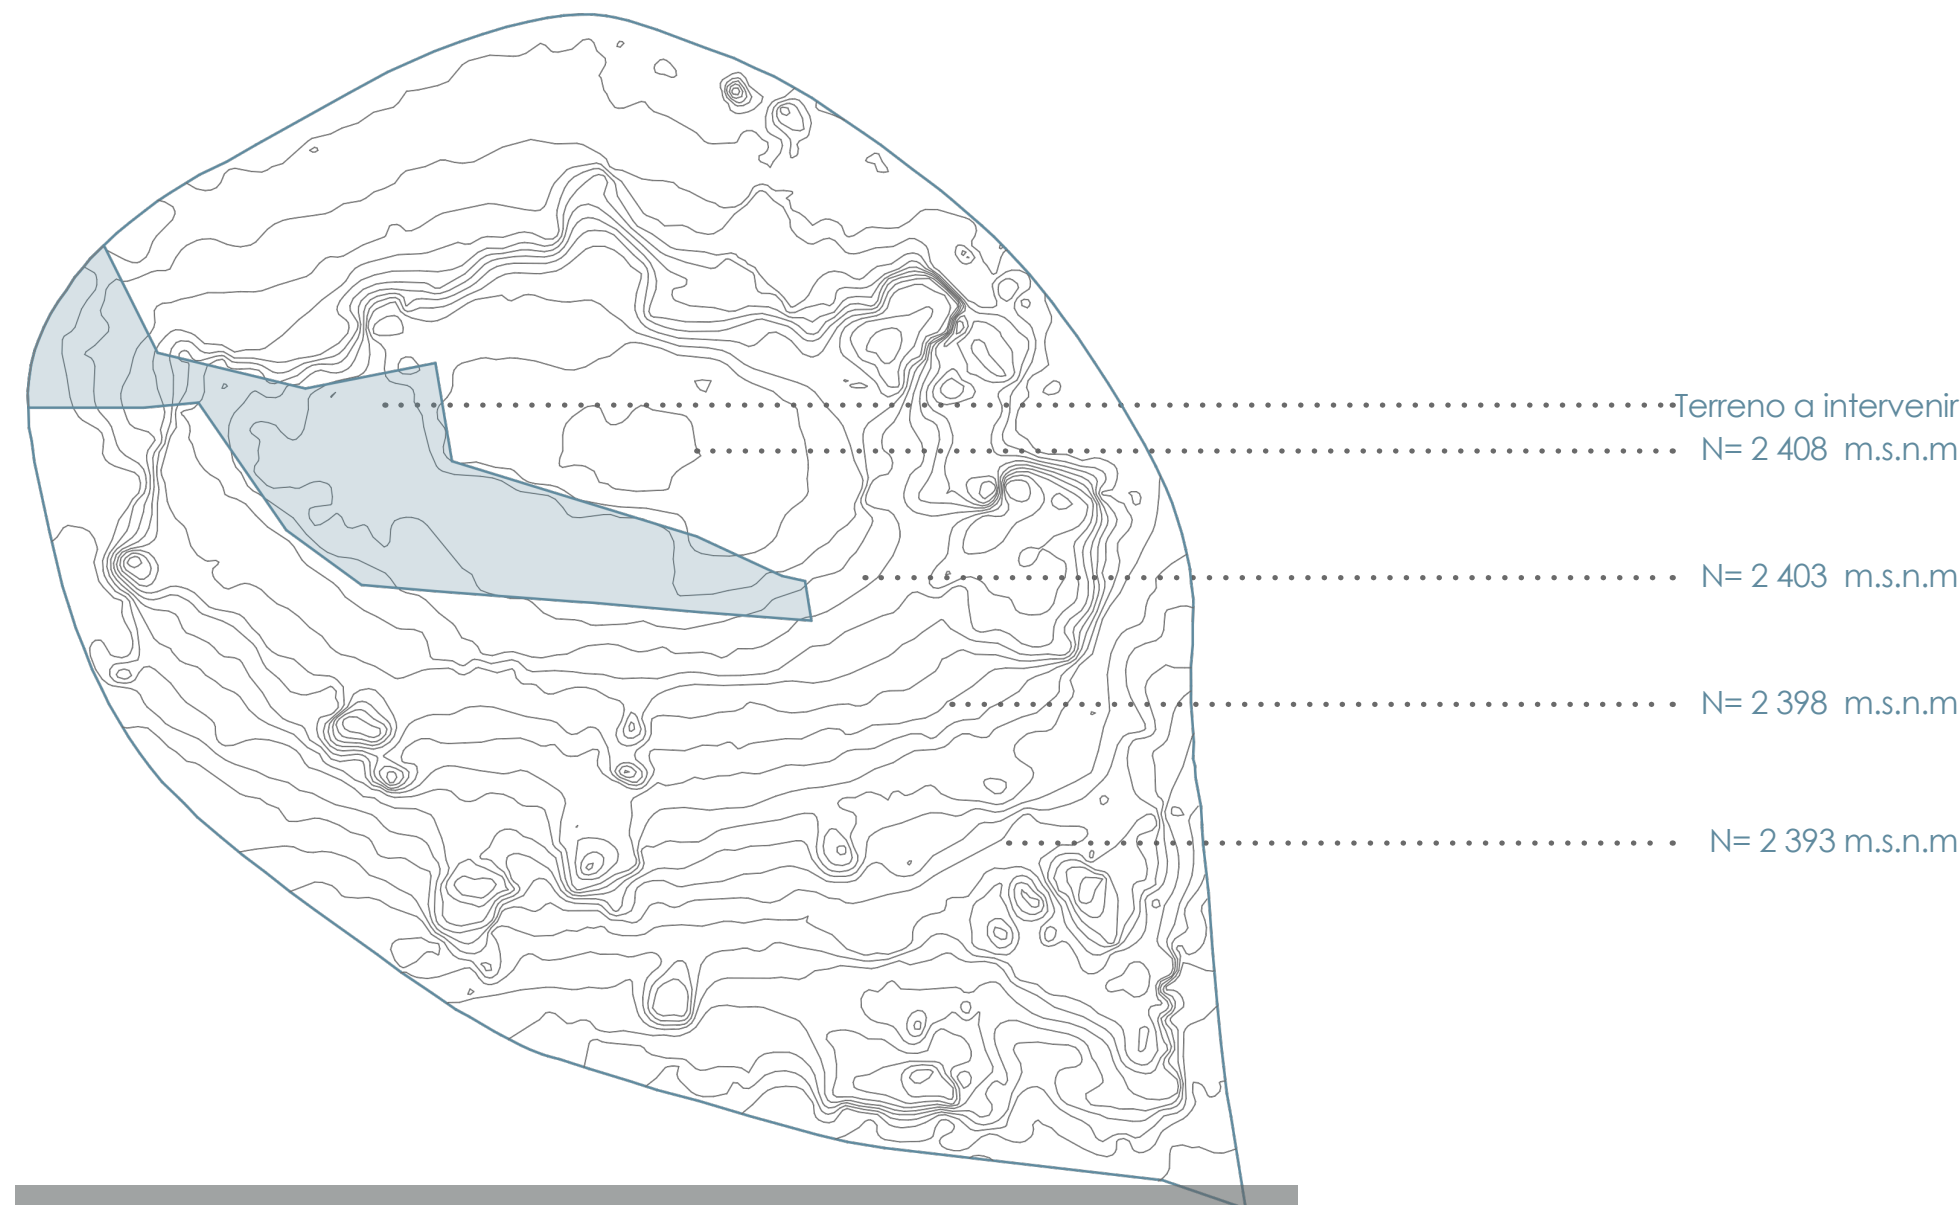 Terreno a intervenir
N= 2 408 m.s.n.m
N= 2 403 m.s.n.m
N= 2 398 m.s.n.m
N= 2 393 m.s.n.m